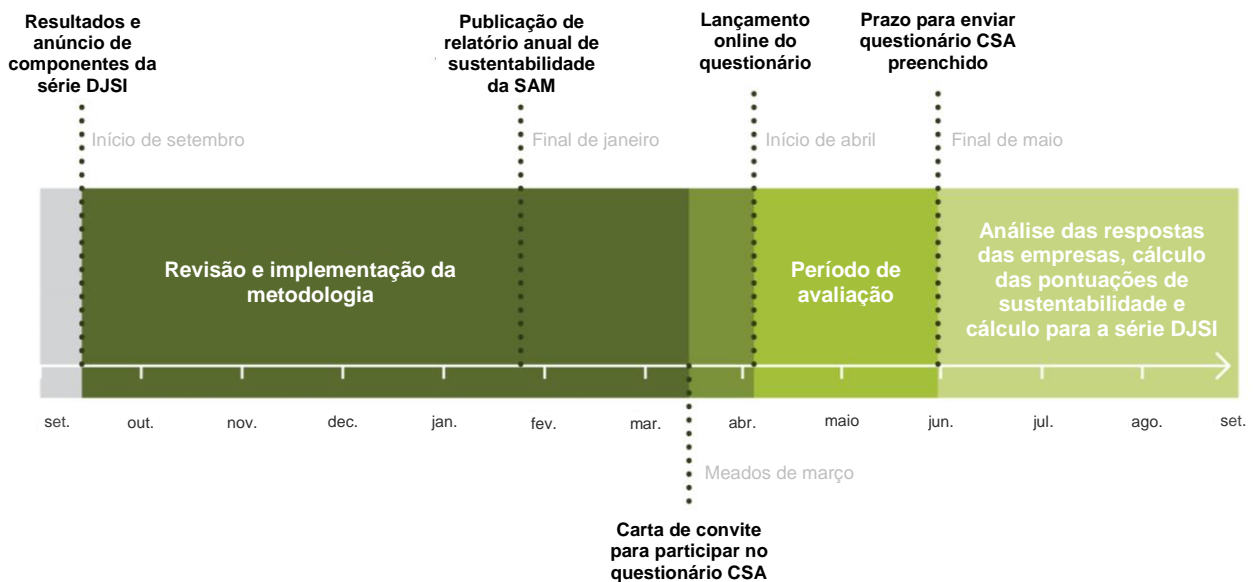 Resultados e
anúncio de
componentes da
série DJSI
Publicação de
relatório anual de
sustentabilidade
da SAM
Lançamento
online do
questionário
Prazo para enviar
questionário CSA
preenchido
Início de setembro
Final de janeiro
Início de abril
Final de maio
Revisão e implementação da
metodologia
Período de
avaliação
Análise das respostas
das empresas, cálculo
das pontuações de
sustentabilidade e
cálculo para a série DJSI
set.
out.
nov.
dec.
jan.
fev.
mar.
abr.
maio
jun.
jul.
ago.
set.
Meados de março
Carta de convite
para participar no
questionário CSA